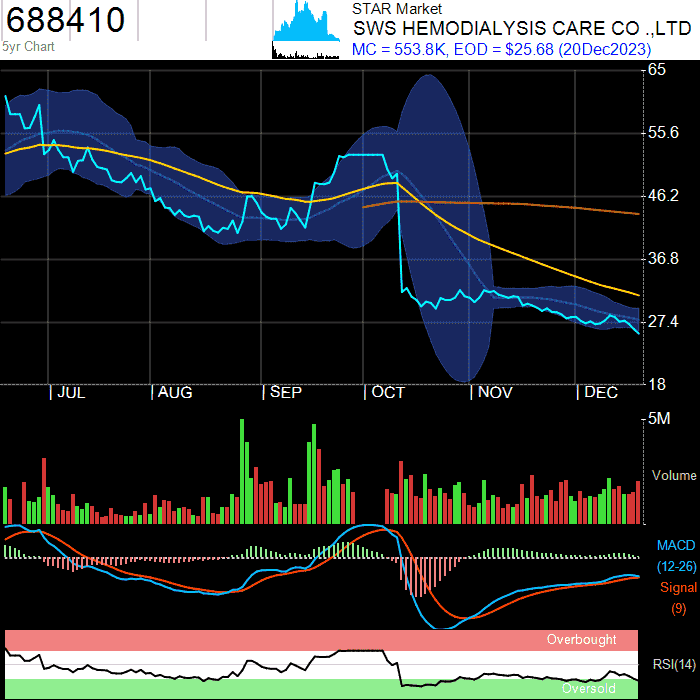 688410
5yr Chart
STAR Market
SWS HEMODIALYSIS CARE CO .,LTD
MC = 553.8K, EOD = $25.68 (20Dec2023)
65
55.6
46.2
36.8
27.4
18
| JUL | AUG | SEP | OCT | NOV | DEC
5M
Volume
MACD
(12-26)
Signal
(9)
Overbought
RSI(14)
Oversold